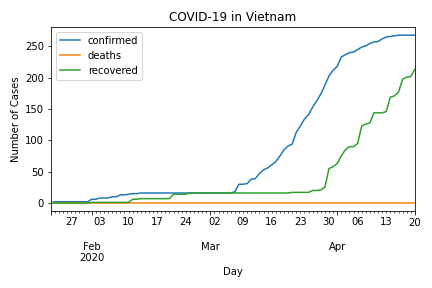 COVID-19 in Vietnam
confirmed
deaths
recovered
Number of Cases
250
200
150
100
50
0
27 03 10 17 24 02 09 16 23 30 06 13 20
Feb Mar Apr
2020
Day